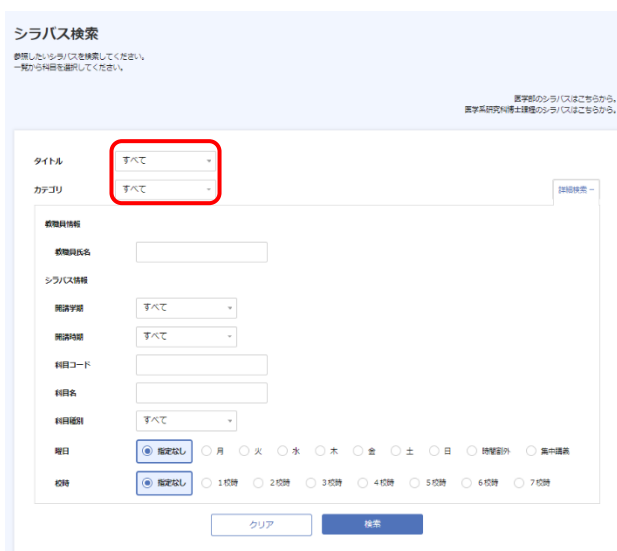 シラバス検索
参照したいシラバスを検索してください。
一覧から科目を選択してください。
医学部のシラバスはこちらから。
医学系研究科博士課程のシラバスはこちらから。
タイトル すべて
カテゴリ すべて
詳細検索 −
教職員情報
教職員氏名
シラバス情報
開講学期 すべて
開講時期 すべて
科目コード
科目名
科目種別 すべて
曜日 指定なし 月 火 水 木 金 土 日 時間割外 集中講義
校時 指定なし 1校時 2校時 3校時 4校時 5校時 6校時 7校時
クリア 検索